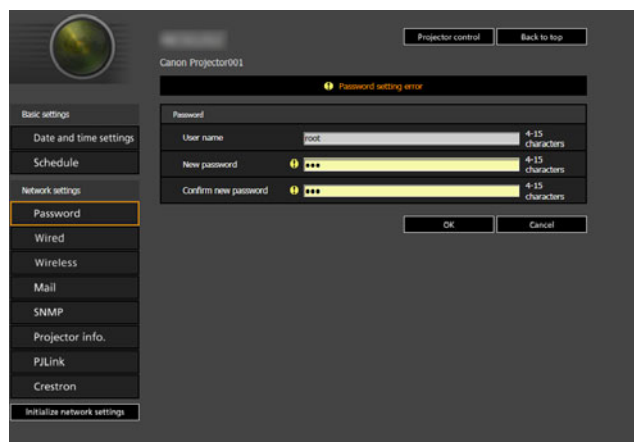 Projector control
Back to top
Canon Projector001
Password setting error
Basic settings
Date and time settings
Schedule
Network settings
Password
Wired
Wireless
Mail
SNMP
Projector info.
PJLink
Crestron
Initialize network settings
Password
User name
root
4-15
characters
New password
4-15
characters
Confirm new password
4-15
characters
OK
Cancel